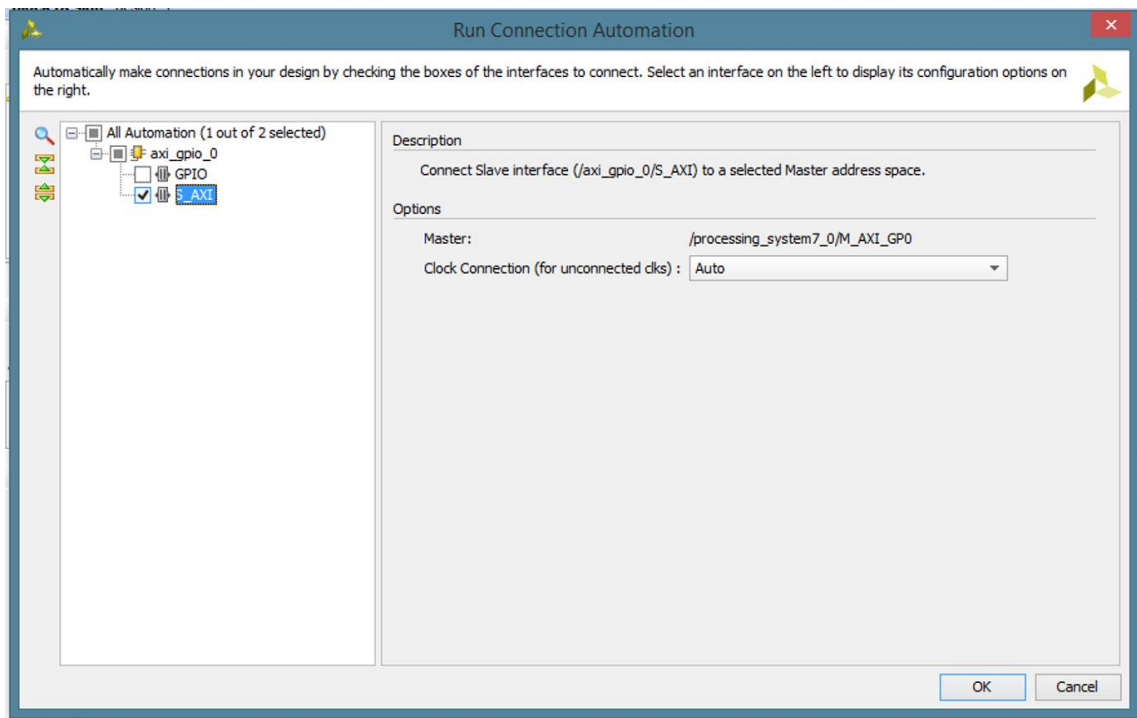 Run Connection Automation
Automatically make connections in your design by checking the boxes of the interfaces to connect. Select an interface on the left to display its configuration options on
the right.
All Automation (1 out of 2 selected)
axi_gpio_0
GPIO
S_AXI
Description
Connect Slave interface (/axi_gpio_0/S_AXI) to a selected Master address space.
Options
Master: /processing_system7_0/M_AXI_GP0
Clock Connection (for unconnected clks) : Auto
OK Cancel